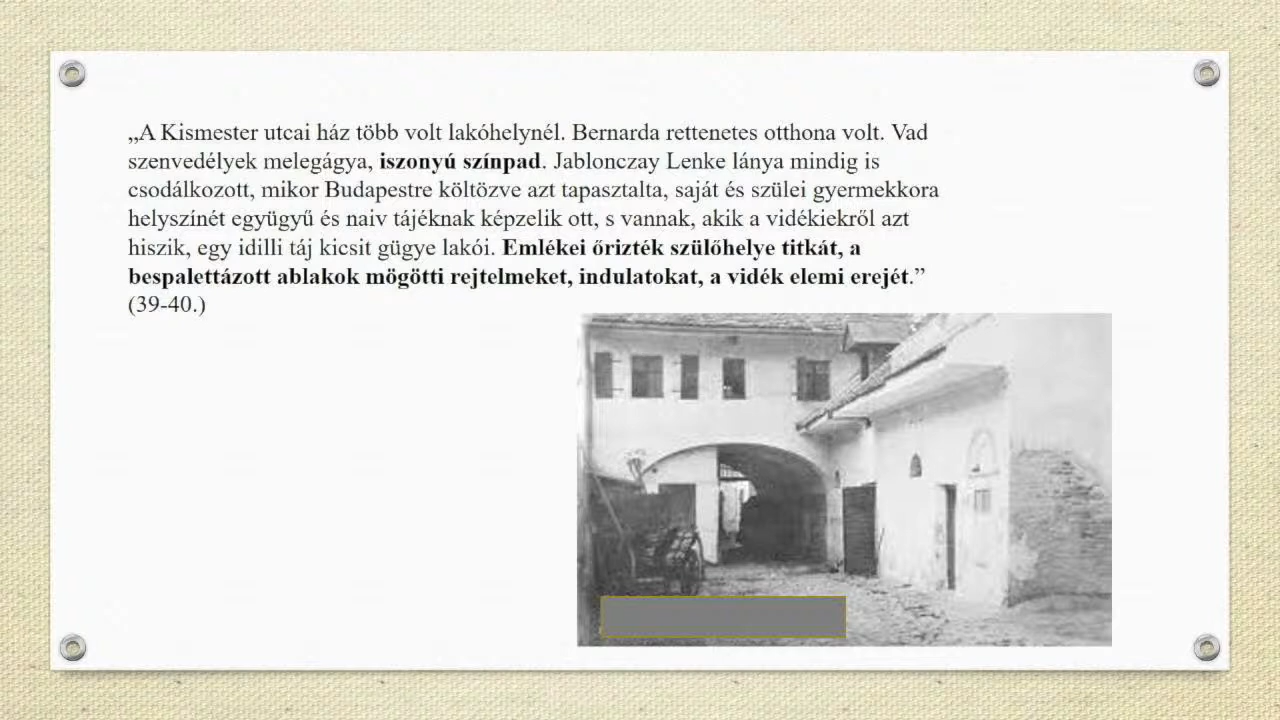 „A Kismester utcai ház több volt lakóhelynél. Bernarda rettenetes otthona volt. Vad
szenvedélyek melegágya, iszonyú színpad. Jablonczay Lenke lánya mindig is
csodálkozott, mikor Budapestre költözve azt tapasztalta, saját és szülei gyermekkora
helyszínét együgyű és naiv tájéknak képzelik ott, s vannak, akik a vidékiekről azt
hiszik, egy idilli táj kicsit gügye lakói. Emlékei őrizték szülőhelye titkát, a
bespalettázott ablakok mögötti rejtelmeket, indulatokat, a vidék elemi erejét.”
(39-40.)